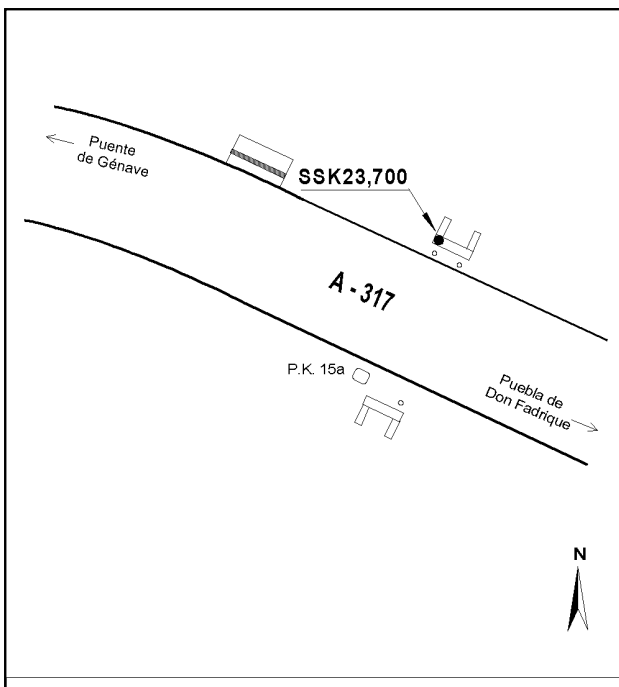 Puente
de Génave
SSK23,700
A - 317
P.K. 15a
Puebla de
Don Fadrique
N